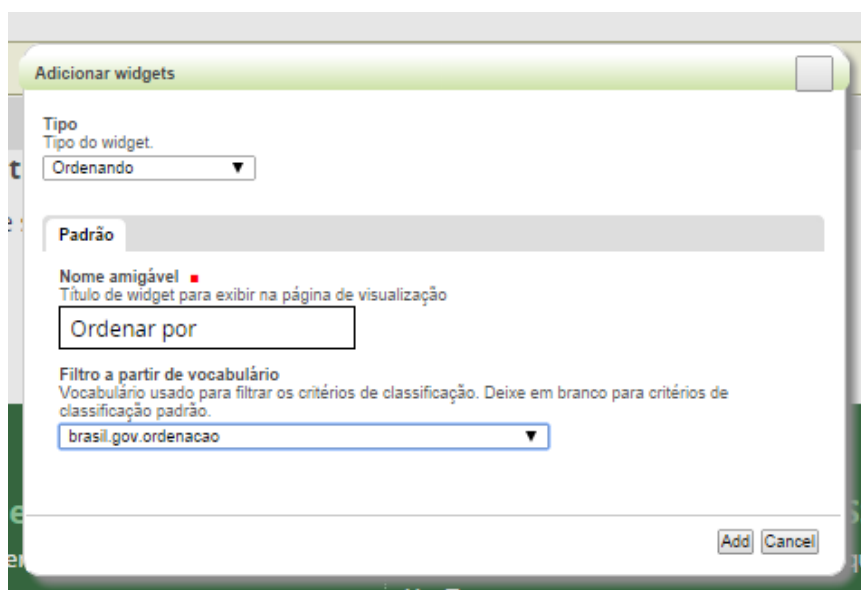 Adicionar widgets
Tipo
Tipo do widget.
Ordenando
Padrão
Nome amigável
Título de widget para exibir na página de visualização
Ordenar por
Filtro a partir de vocabulário
Vocabulário usado para filtrar os critérios de classificação. Deixe em branco para critérios de
classificação padrão.
brasil.gov.ordenacao
Add Cancel